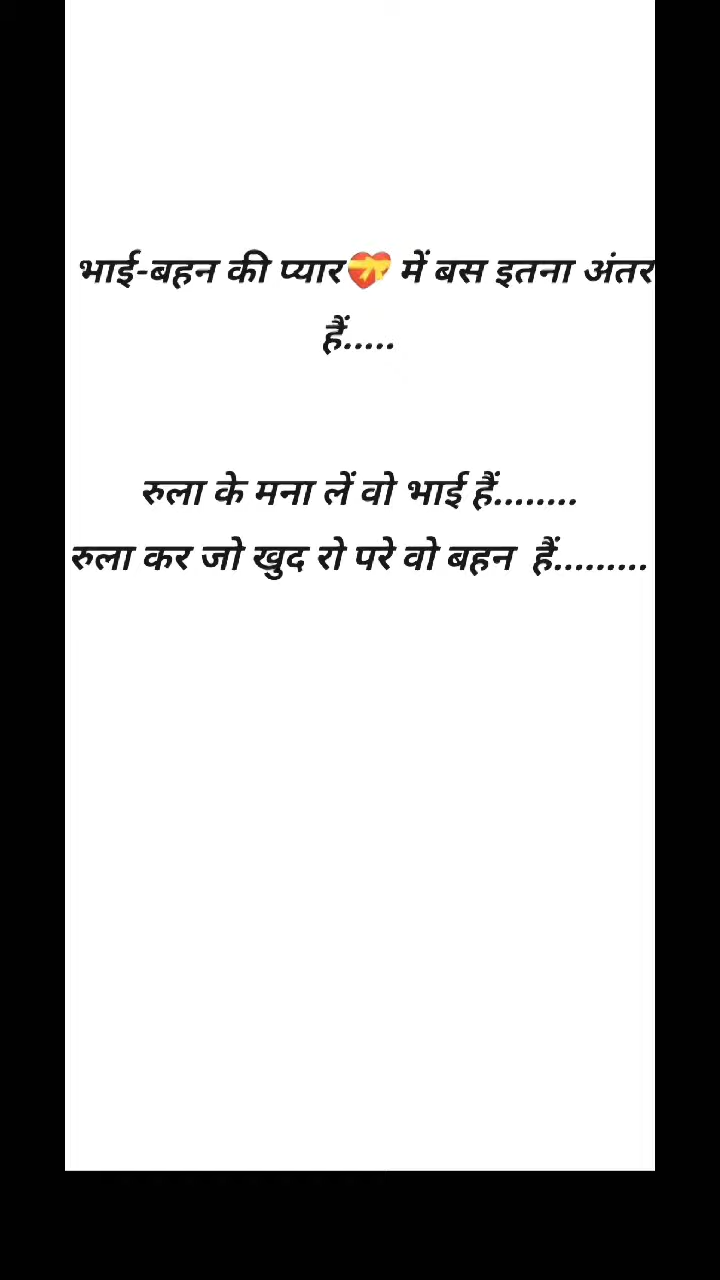 भाई-बहन की प्यार💝 में बस इतना अंतर
हैं.....
रुला के मना लें वो भाई हैं........
रुला कर जो खुद रो परे वो बहन हैं.........